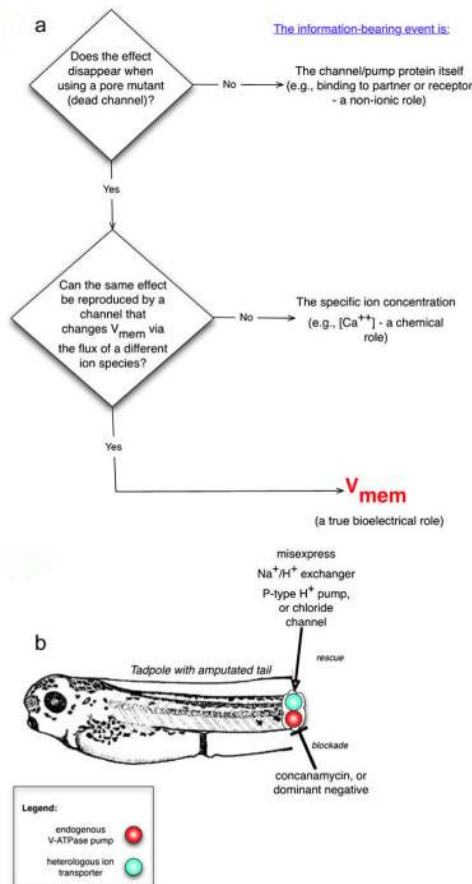 a
The information-bearing event is:
Does the effect
disappear when
using a pore mutant
(dead channel)?
No
The channel/pump protein itself
(e.g., binding to partner or receptor
- a non-ionic role)
Yes
Can the same effect
be reproduced by a
channel that
changes Vmem via
the flux of a different
ion species?
No
The specific ion concentration
(e.g., [Ca++] - a chemical
role)
Yes
Vmem
(a true bioelectrical role)
misexpress
Na+/H+ exchanger
P-type H+ pump,
or chloride
channel
b
Tadpole with amputated tail
rescue
blockade
concanamycin, or
dominant negative
Legend:
endogenous
V-ATPase pump
heterologous ion
transporter